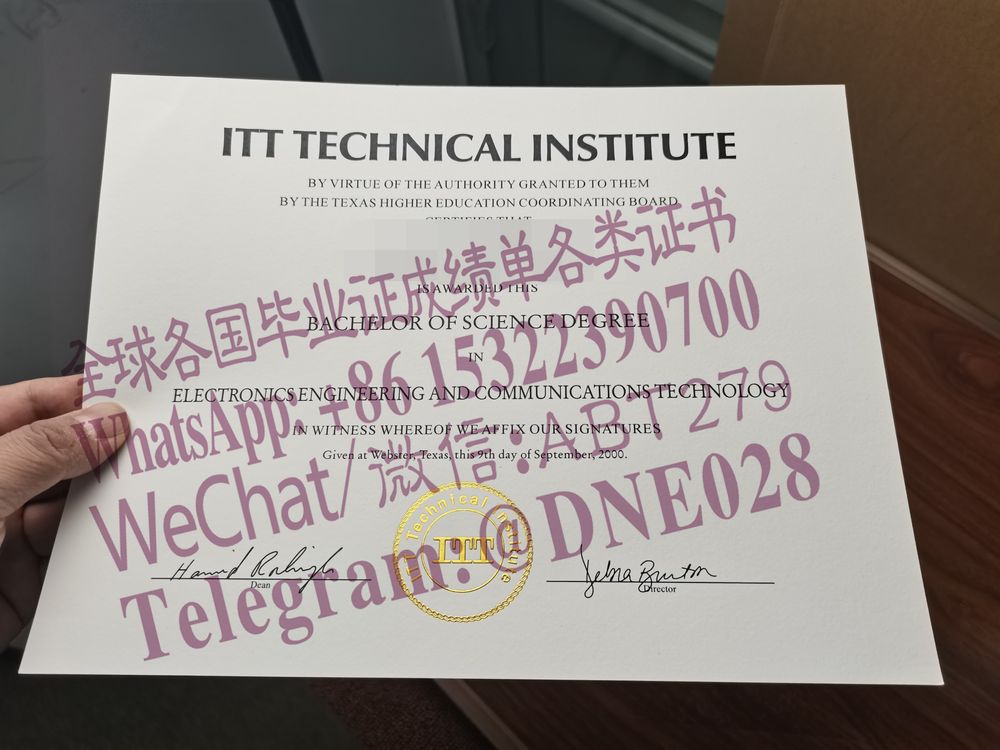 ITT TECHNICAL INSTITUTE
BY VIRTUE OF THE AUTHORITY GRANTED TO THEM
BY THE TEXAS HIGHER EDUCATION COORDINATING BOARD
CERTIFIES THAT
IS AWARDED THIS
BACHELOR OF SCIENCE DEGREE
IN
ELECTRONICS ENGINEERING AND COMMUNICATIONS TECHNOLOGY
IN WITNESS WHEREOF WE AFFIX OUR SIGNATURES
Given at Webster, Texas, this 9th day of September, 2000.
全球各国毕业证成绩单各类证书
WhatsApp: +86 15322390700
WeChat/微信:ABT279
Telegram: @DNE028
ITT Technical Institute
ITT
Dean
Director